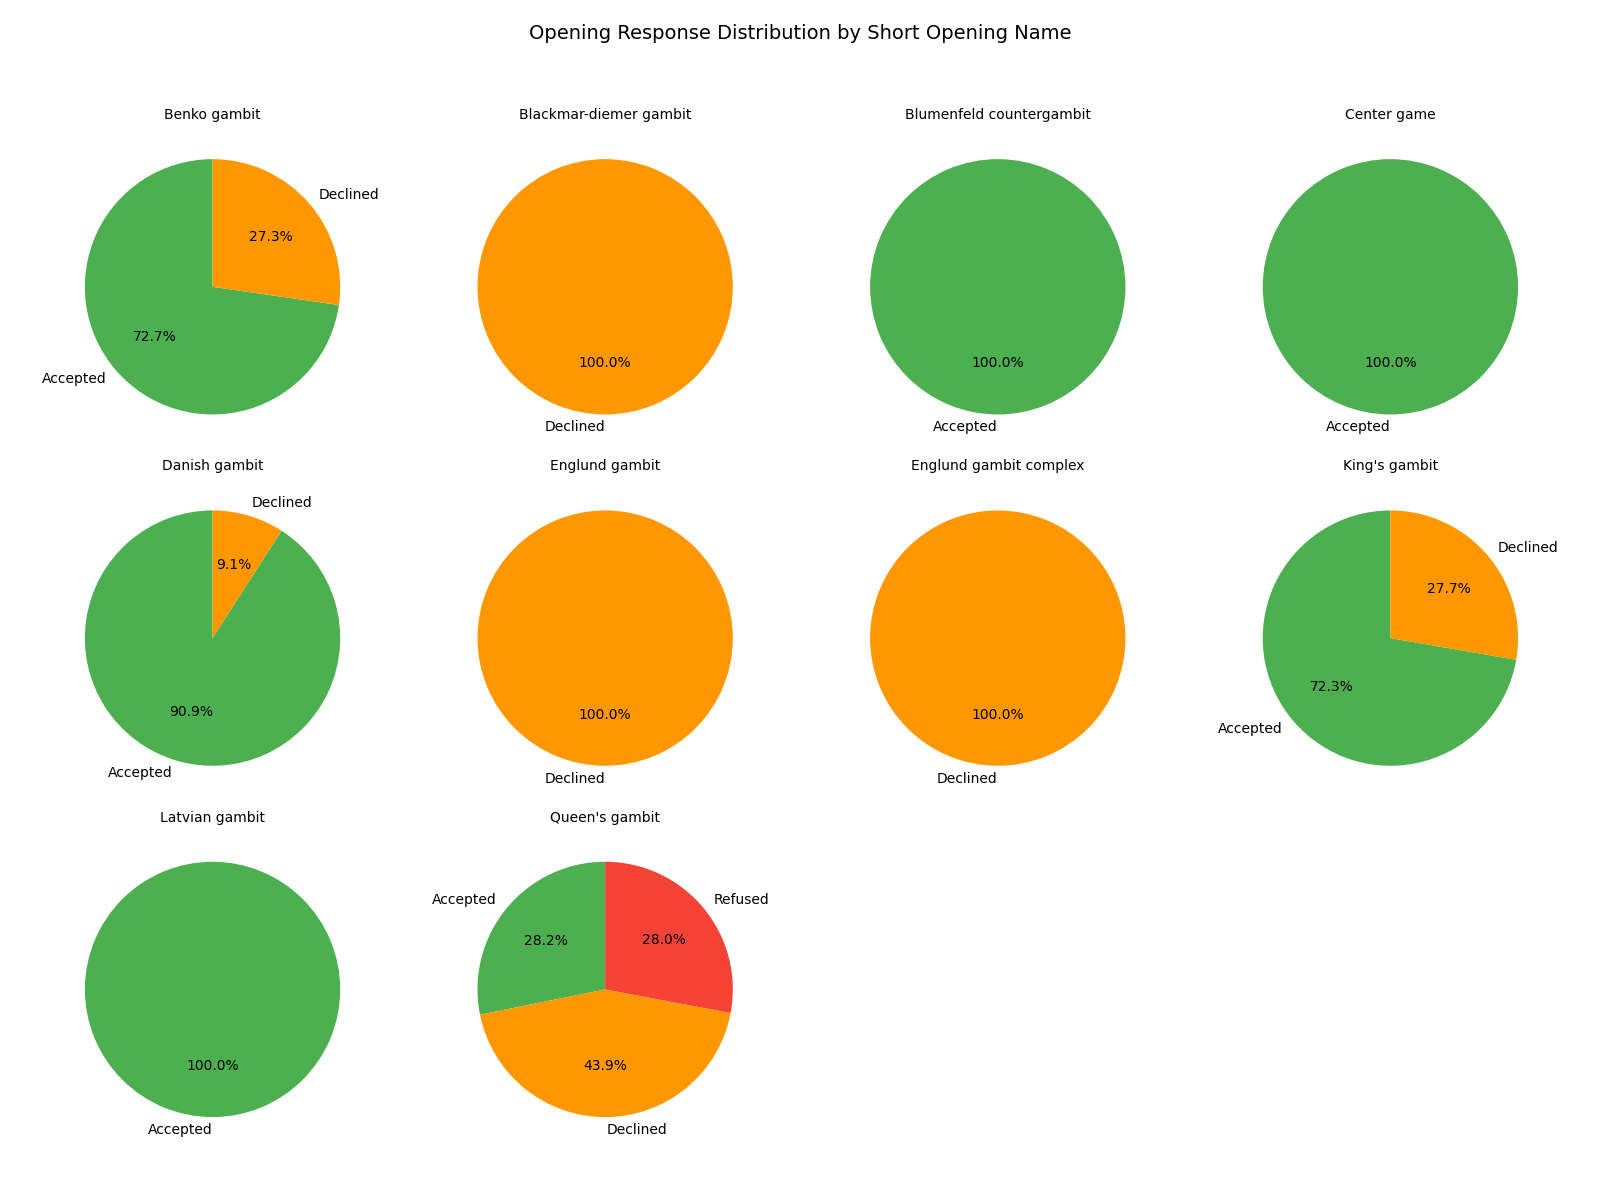 Opening Response Distribution by Short Opening Name
Benko gambit
Declined
27.3%
72.7%
Accepted
Blackmar-diemer gambit
100.0%
Declined
Blumenfeld countergambit
100.0%
Accepted
Center game
100.0%
Accepted
Danish gambit
Declined
9.1%
90.9%
Accepted
Englund gambit
100.0%
Declined
Englund gambit complex
100.0%
Declined
King's gambit
Declined
27.7%
72.3%
Accepted
Latvian gambit
100.0%
Accepted
Queen's gambit
Accepted
Refused
28.2%
28.0%
43.9%
Declined